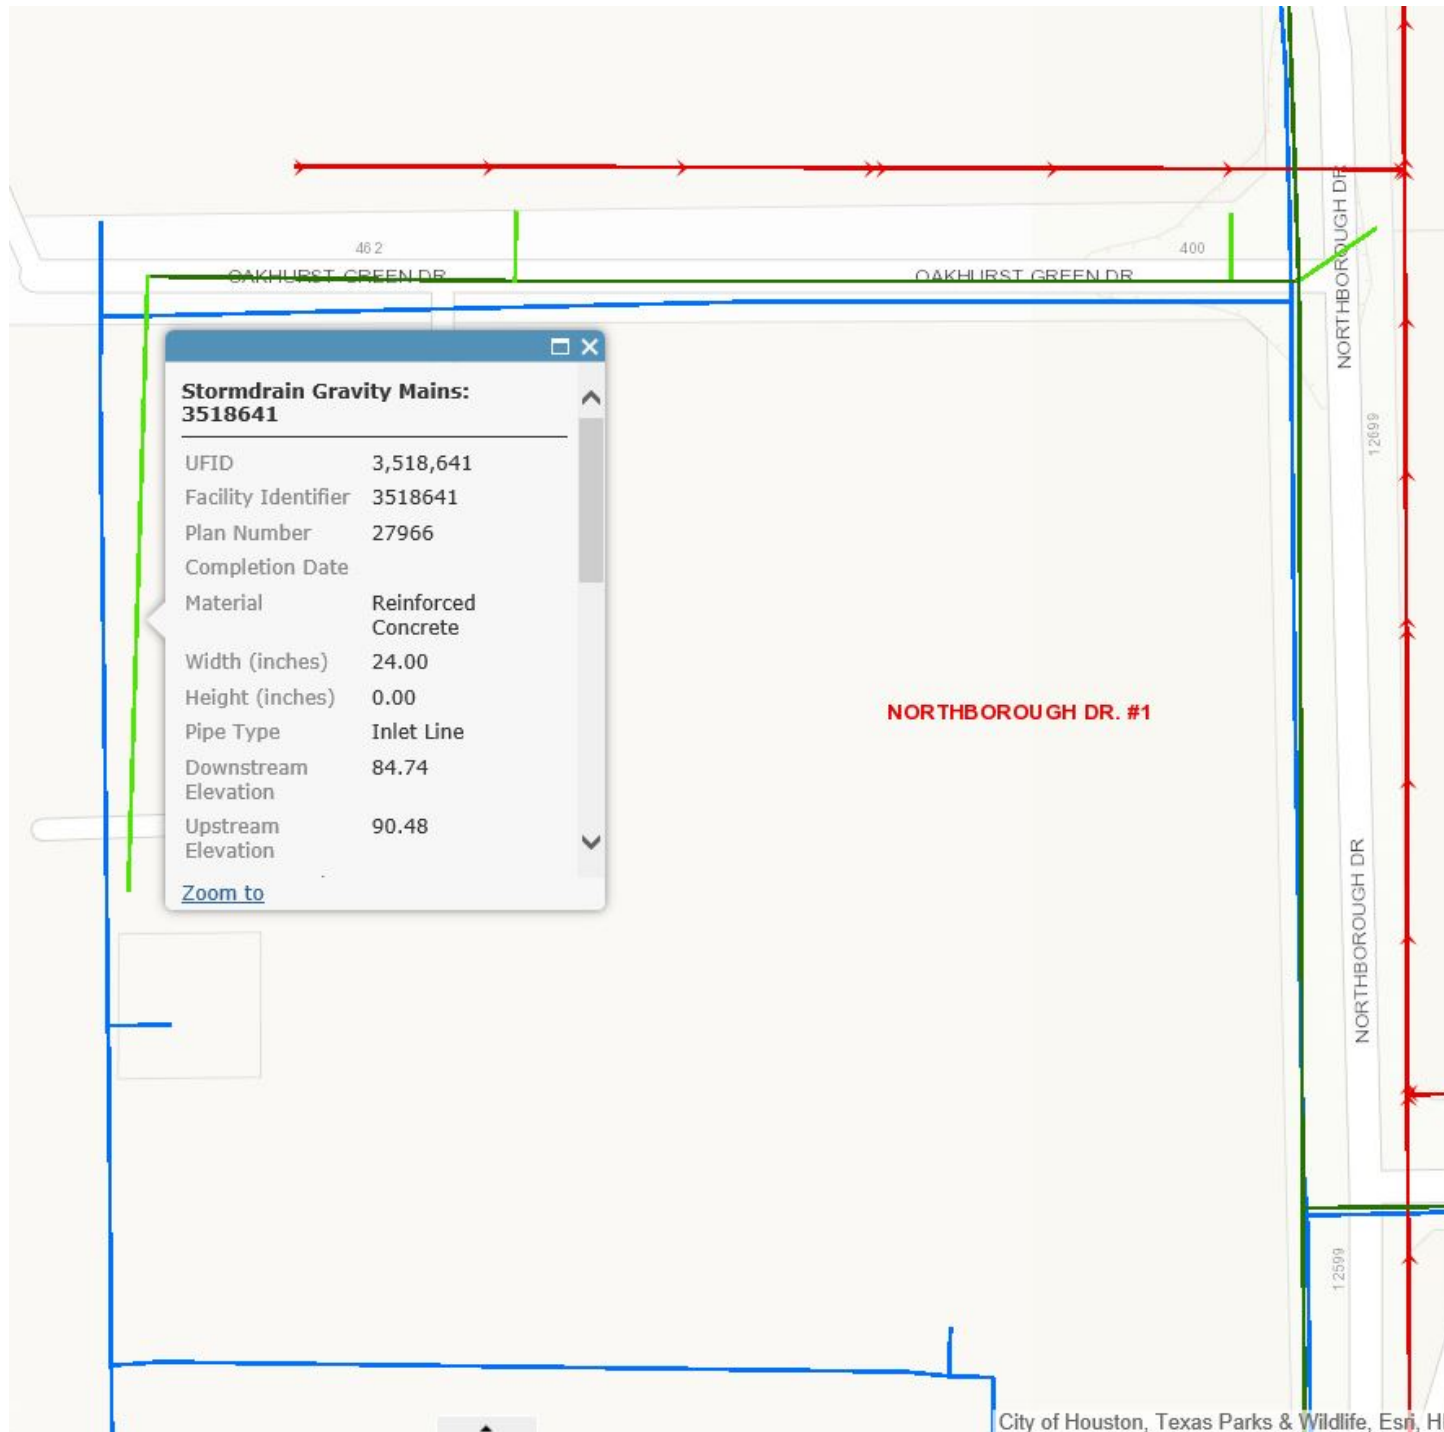 462
400
OAKHURST GREEN DR
OAKHURST GREEN DR
NORTHBOROUGH DR
12699
Stormdrain Gravity Mains:
3518641
UFID 3,518,641
Facility Identifier 3518641
Plan Number 27966
Completion Date
Material Reinforced
Concrete
Width (inches) 24.00
Height (inches) 0.00
Pipe Type Inlet Line
Downstream 84.74
Elevation
Upstream 90.48
Elevation
Zoom to
NORTHBOROUGH DR. #1
NORTHBOROUGH DR
12599
City of Houston, Texas Parks & Wildlife, Esri, H